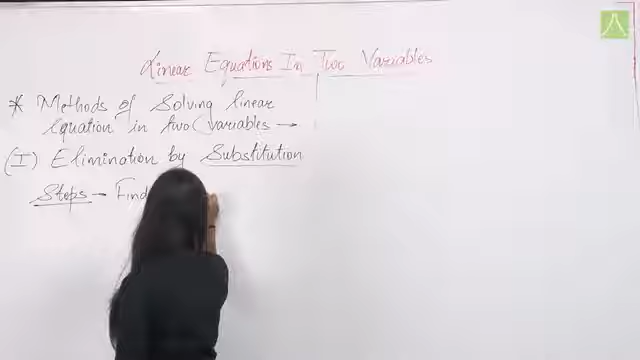 Linear Equations In Two Variables
* Methods of Solving linear
Equation in two variables →
(I) Elimination by Substitution
Steps - Find